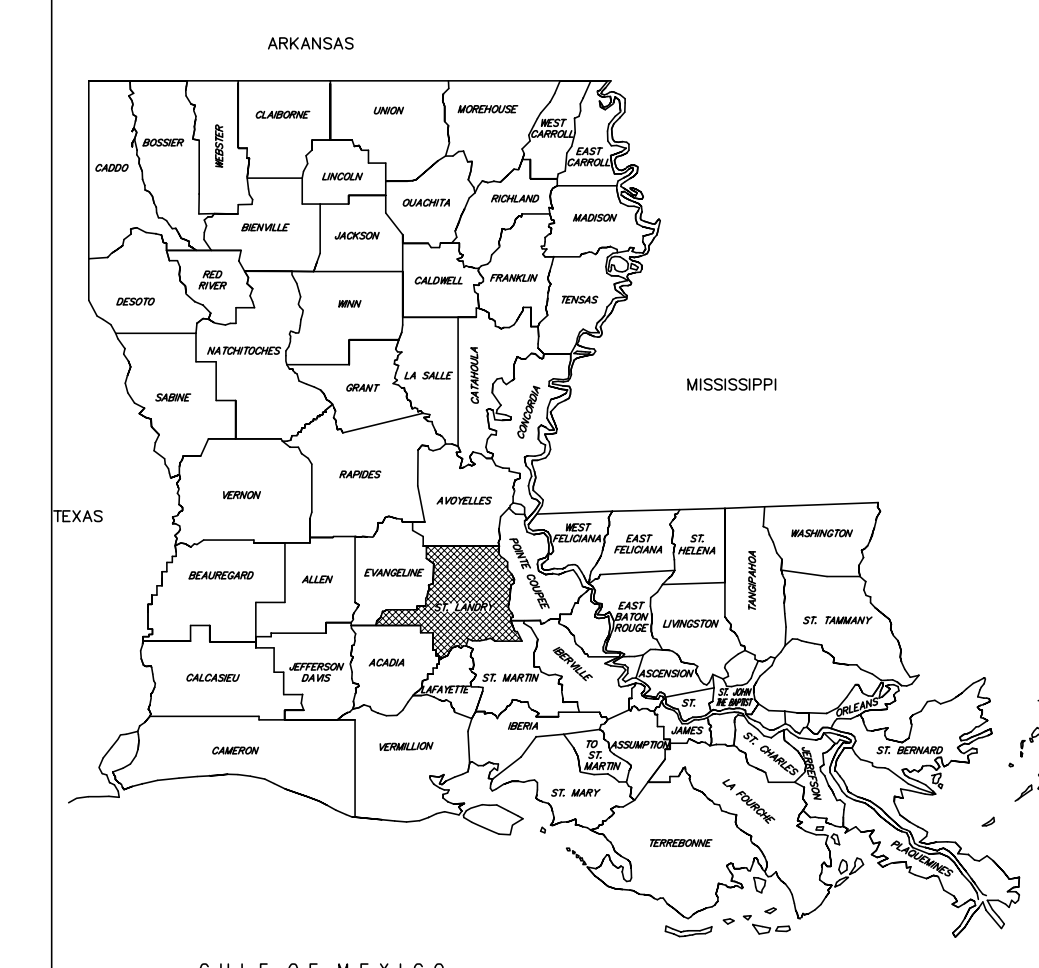 ARKANSAS
CADDO
BOSSIER
WEBSTER
CLAIBORNE
UNION
MOREHOUSE
WEST
CARROLL
EAST
CARROLL
LINCOLN
OUACHITA
RICHLAND
MADISON
BIENVILLE
JACKSON
DESOTO
RED
RIVER
WINN
CALDWELL
FRANKLIN
TENSAS
NATCHITOCHES
SABINE
GRANT
LA SALLE
CATAHOULA
CONCORDIA
MISSISSIPPI
VERNON
RAPIDES
AVOYELLES
TEXAS
WEST
FELICIANA
EAST
FELICIANA
ST.
HELENA
TANGIPAHOA
WASHINGTON
BEAUREGARD
ALLEN
EVANGELINE
ST. LANDRY
POINTE COUPEE
EAST
BATON
ROUGE
LIVINGSTON
ST. TAMMANY
CALCASIEU
JEFFERSON
DAVIS
ACADIA
LAFAYETTE
ST. MARTIN
IBERVILLE
ASCENSION
ST.
JAMES
ST. JOHN
THE BAPTIST
ORLEANS
CAMERON
VERMILLION
IBERIA
TO
ST.
MARTIN
ASSUMPTION
ST. CHARLES
JERREFSON
ST. BERNARD
ST. MARY
LA FOURCHE
TERREBONNE
PLAQUEMINES
GULF OF MEXICO